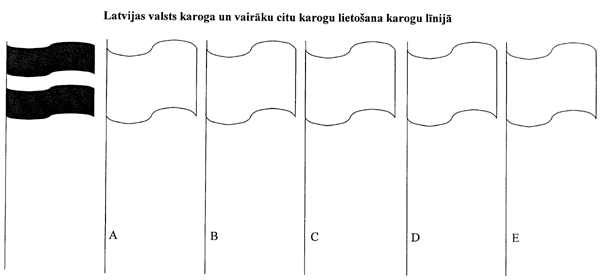 Latvijas valsts karoga un vairāku citu karogu lietošana karogu līnijā
A B C D E